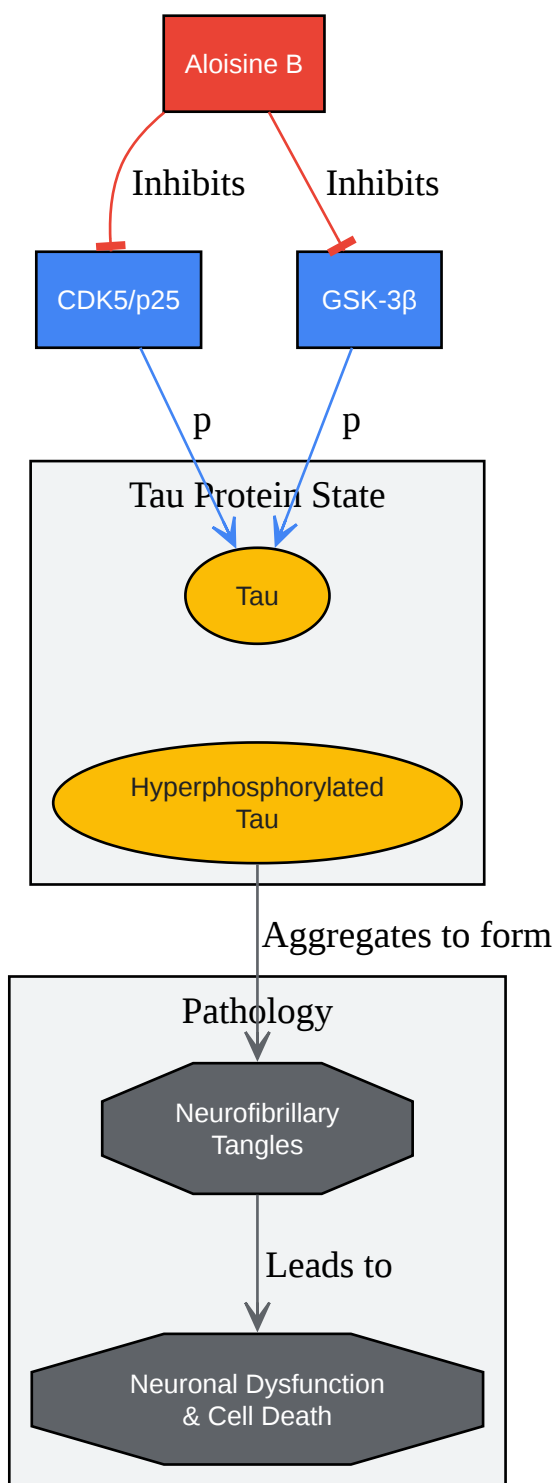 Aloisine B
Inhibits
Inhibits
CDK5/p25
GSK-3β
p
p
Tau Protein State
Tau
Hyperphosphorylated
Tau
Aggregates to form
Pathology
Neurofibrillary
Tangles
Leads to
Neuronal Dysfunction
& Cell Death